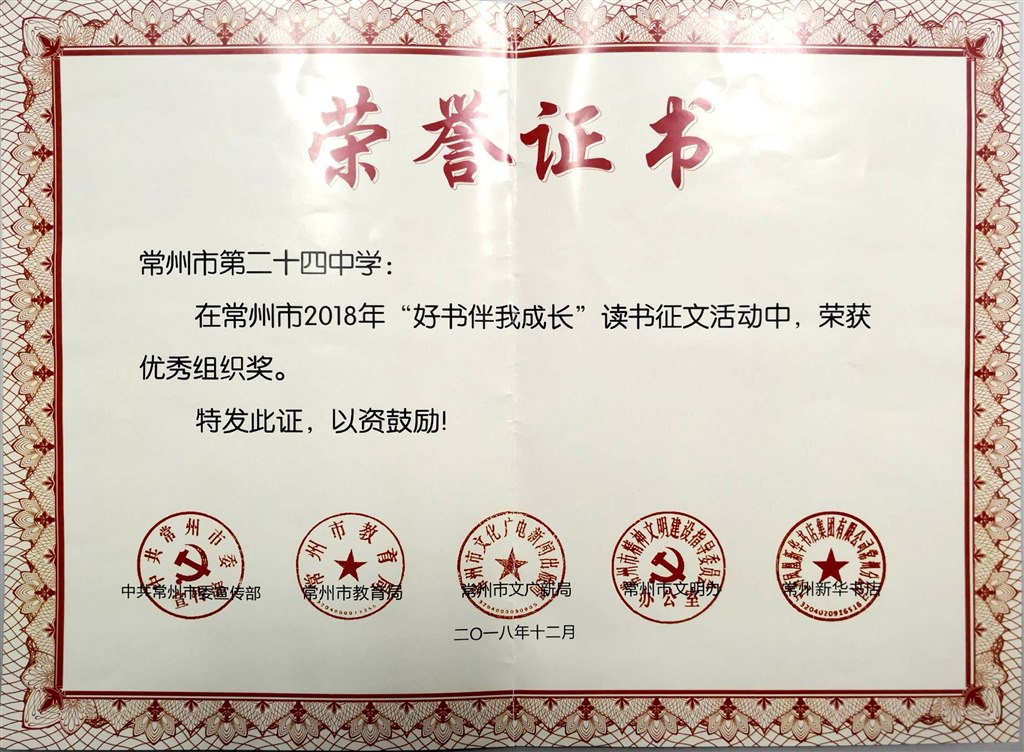 荣誉证书
常州市第二十四中学：
在常州市2018年“好书伴我成长”读书征文活动中，荣获
优秀组织奖。
特发此证，以资鼓励！
中共常州市委宣传部
常州市教育局
常州市文广新局
常州市文明办
常州新华书店
二〇一八年十二月